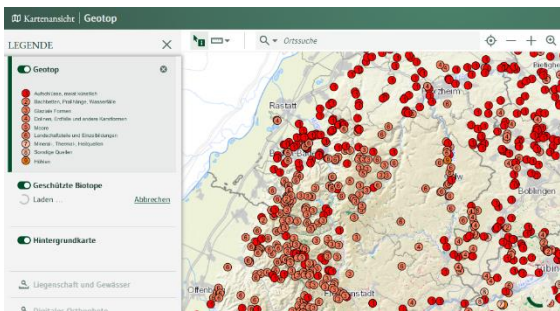 Kartenansicht | Geotop
LEGENDE
Ortssuche
Geotop
Aufschlüsse, meist künstlich
Bachbetten, Prallhänge, Wasserfälle
Glaziale Formen
Dolinen, Erdfälle und andere Karstformen
Moore
Landschaftsteile und Einzelbildungen
Mineral-, Thermal-, Heilquellen
Sonstige Quellen
Höhlen
Geschützte Biotope
Laden ...
Abbrechen
Hintergrundkarte
Liegenschaft und Gewässer
Rastatt
Böblingen
Offenb